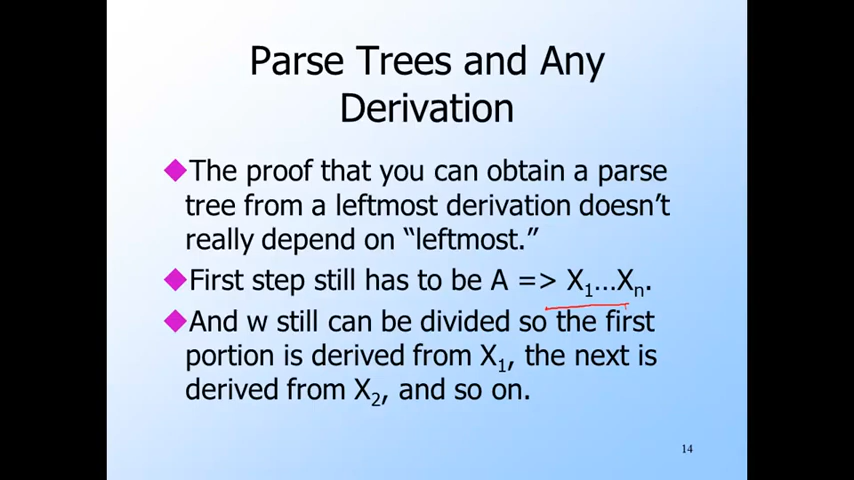 Parse Trees and Any
Derivation
The proof that you can obtain a parse
tree from a leftmost derivation doesn’t
really depend on “leftmost.”
First step still has to be A => X₁…Xₙ.
And w still can be divided so the first
portion is derived from X₁, the next is
derived from X₂, and so on.
14